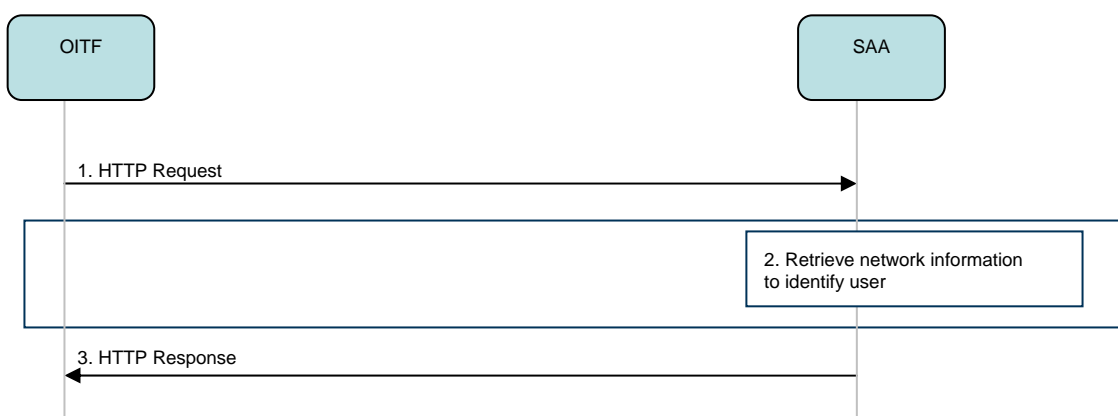 OITF
SAA
1. HTTP Request
2. Retrieve network information
to identify user
3. HTTP Response